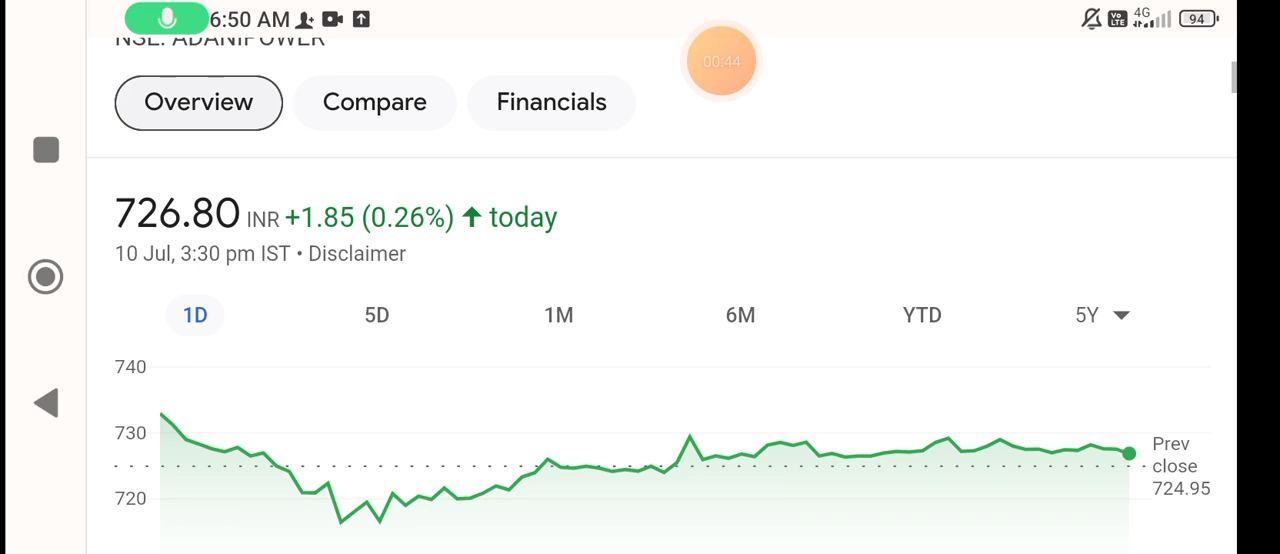 6:50 AM
Vo LTE 4G 94
NSE: ADANIPOWER
00:44
Overview Compare Financials
726.80 INR +1.85 (0.26%) ↑ today
10 Jul, 3:30 pm IST • Disclaimer
1D 5D 1M 6M YTD 5Y
740
730
720
Prev
close
724.95